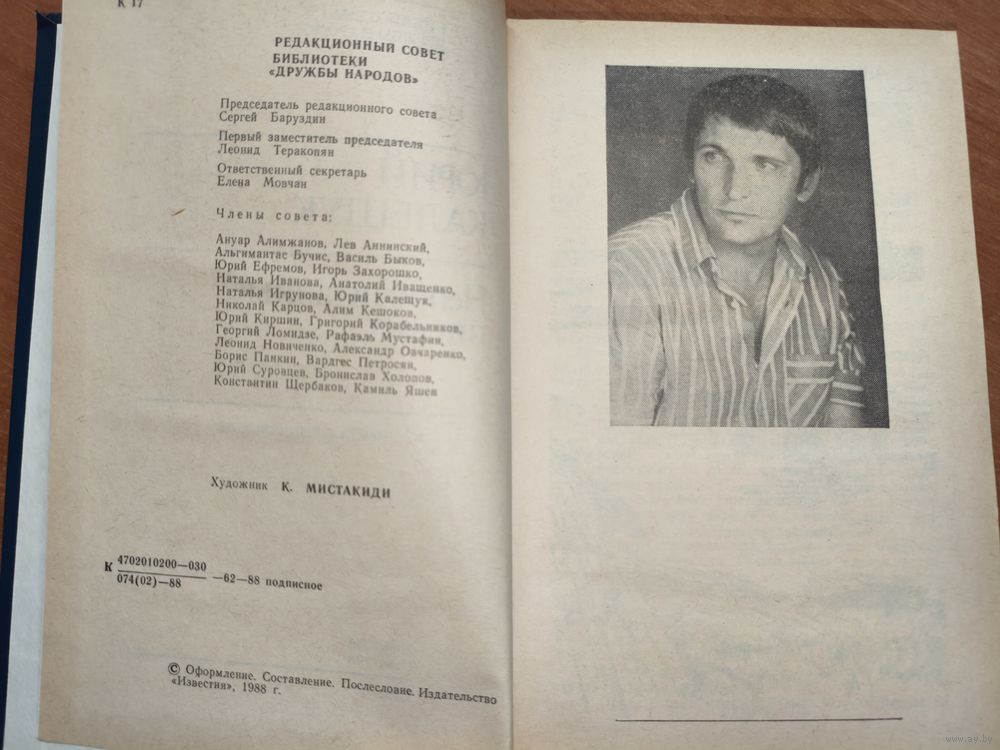 К 17
РЕДАКЦИОННЫЙ СОВЕТ
БИБЛИОТЕКИ
«ДРУЖБЫ НАРОДОВ»
Председатель редакционного совета
Сергей Баруздин
Первый заместитель председателя
Леонид Теракопян
Ответственный секретарь
Елена Мовчан
Члены совета:
Ануар Алимжанов, Лев Аннинский,
Альгимантас Бучис, Василь Быков,
Юрий Ефремов, Игорь Захорошко,
Наталья Иванова, Анатолий Иващенко,
Наталья Игрунова, Юрий Калещук,
Николай Карцов, Алим Кешоков,
Юрий Киршин, Григорий Корабельников,
Георгий Ломидзе, Рафаэль Мустафин,
Леонид Новиченко, Александр Овчаренко,
Борис Панкин, Вардгес Петросян,
Юрий Суровцев, Бронислав Холопов,
Константин Щербаков, Камиль Яшен
Художник К. МИСТАКИДИ
К 4702010200—030
074(02)—88 —62—88 подписное
© Оформление. Составление. Послесловие. Издательство
«Известия», 1988 г.
www.ay.by